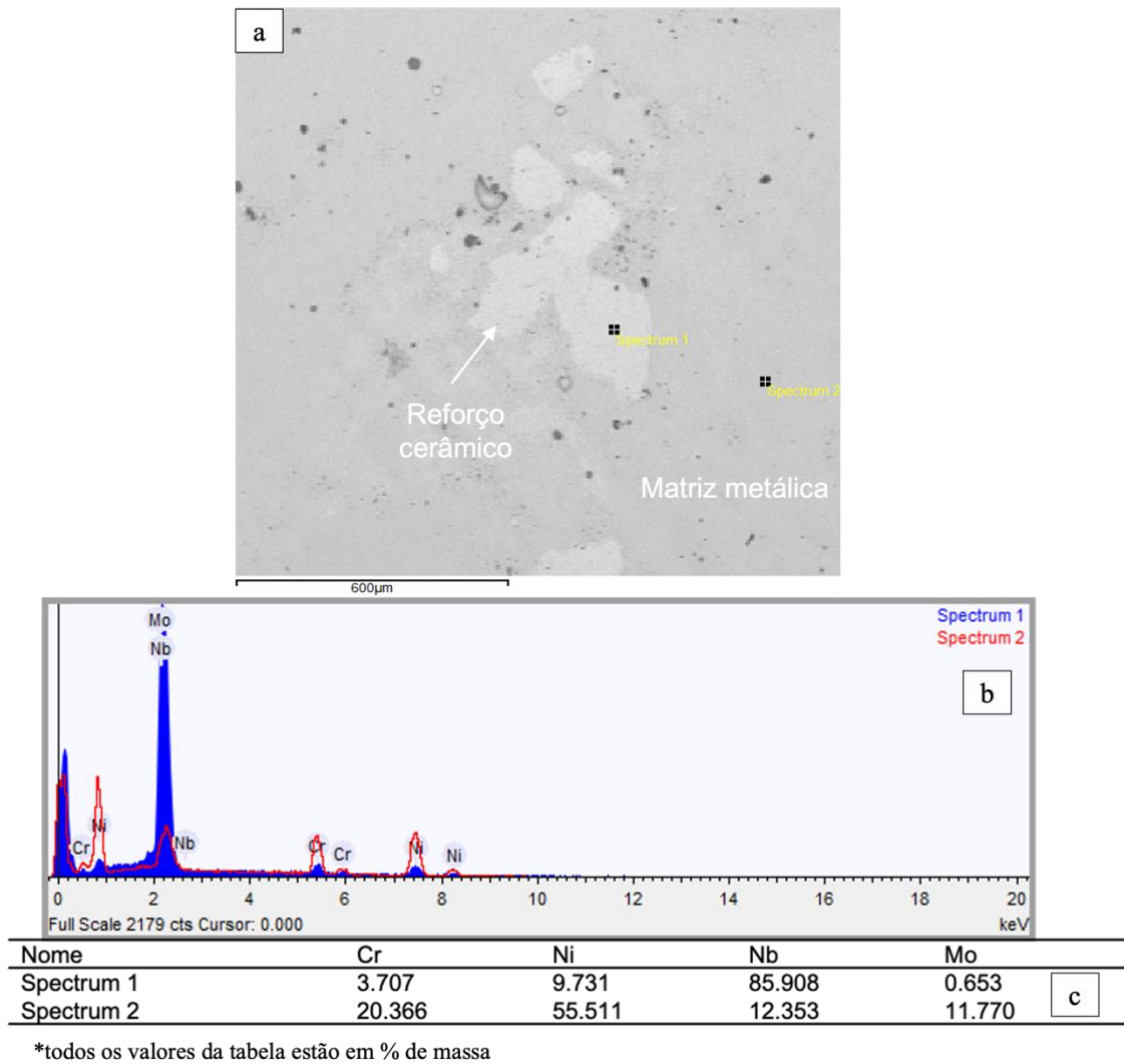 a
Spectrum 1
Spectrum 2
Reforço
cerâmico
Matriz metálica
600µm
Mo
Nb
Spectrum 1
Spectrum 2
b
Cr
Ni
Nb
Cr
Cr
Ni
Ni
0 2 4 6 8 10 12 14 16 18 20
Full Scale 2179 cts Cursor: 0.000 keV
Nome Cr Ni Nb Mo
Spectrum 1 3.707 9.731 85.908 0.653
Spectrum 2 20.366 55.511 12.353 11.770
c
*todos os valores da tabela estão em % de massa